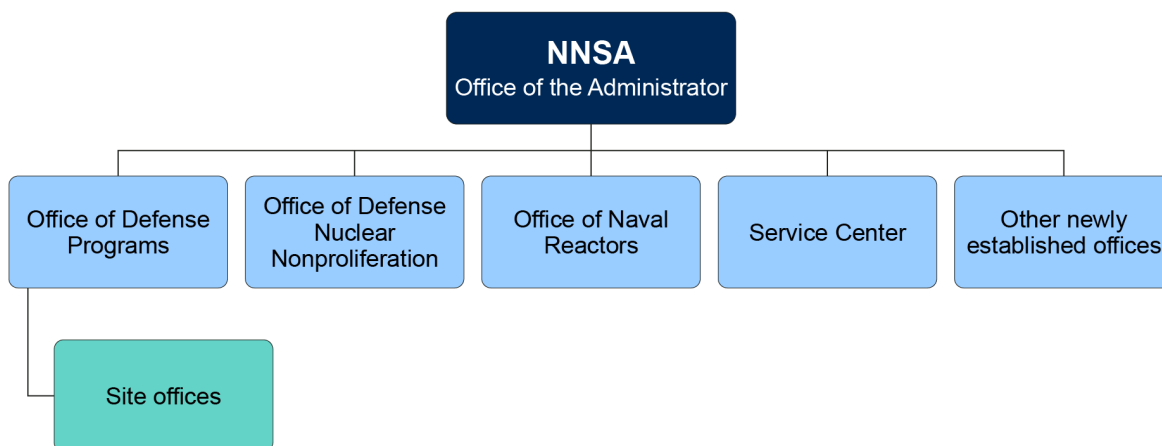 NNSA
Office of the Administrator
Office of Defense
Programs
Office of Defense
Nuclear
Nonproliferation
Office of Naval
Reactors
Service Center
Other newly
established offices
Site offices